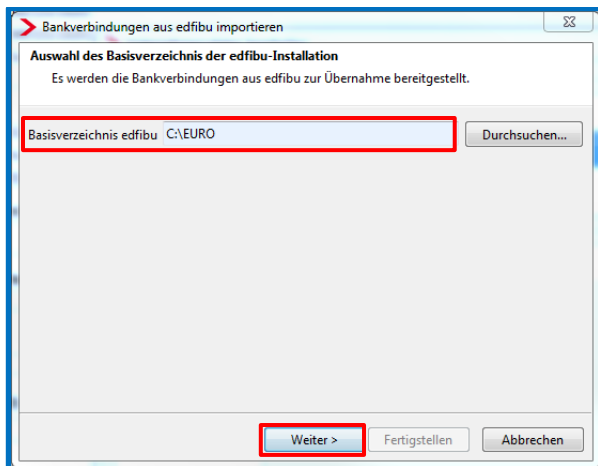 Bankverbindungen aus edfibu importieren
Auswahl des Basisverzeichnis der edfibu-Installation
Es werden die Bankverbindungen aus edfibu zur Übernahme bereitgestellt.
Basisverzeichnis edfibu C:\EURO Durchsuchen...
Weiter > Fertigstellen Abbrechen